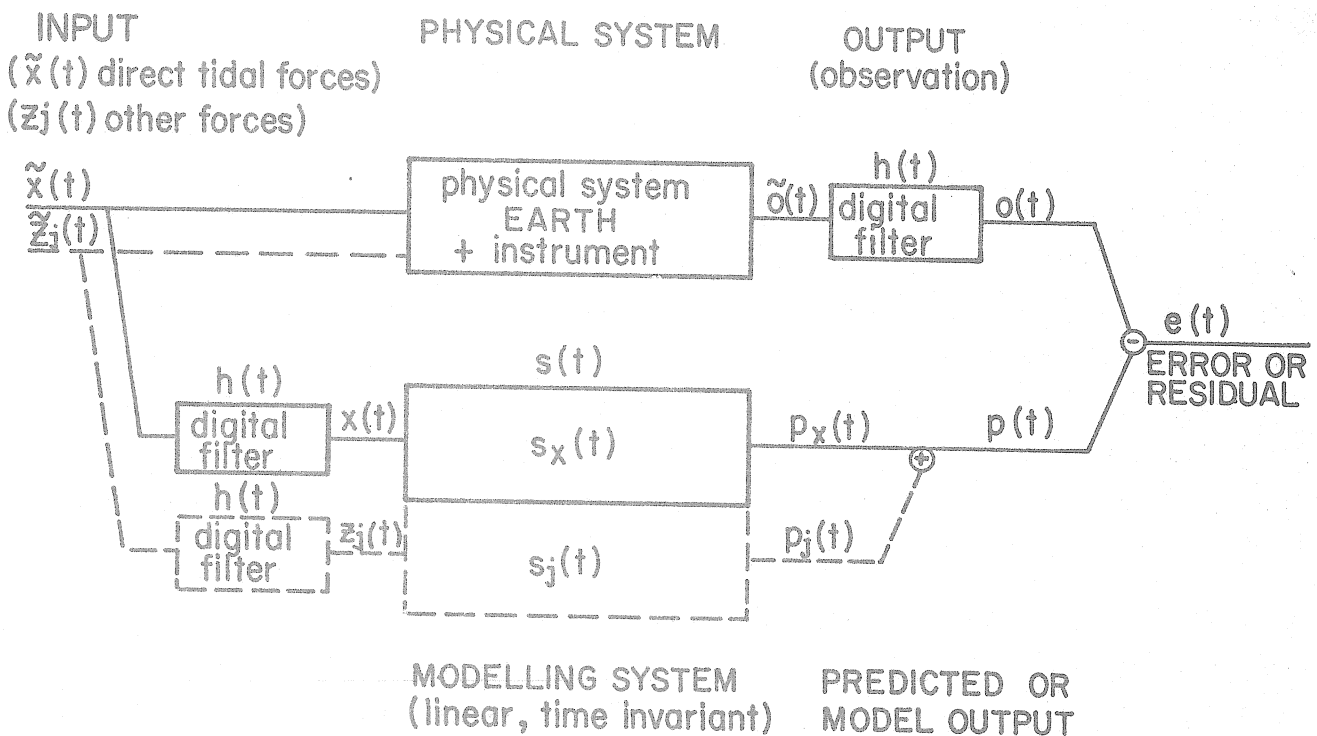 INPUT
(x̃(t) direct tidal forces)
(zj(t) other forces)
PHYSICAL SYSTEM
OUTPUT
(observation)
x̃(t)
z̃j(t)
physical system
EARTH
+ instrument
õ(t)
h(t)
digital
filter
o(t)
e(t)
-
ERROR OR
RESIDUAL
h(t)
digital
filter
x(t)
s(t)
sx(t)
px(t)
p(t)
+
h(t)
digital
filter
zj(t)
sj(t)
pj(t)
MODELLING SYSTEM
(linear, time invariant)
PREDICTED OR
MODEL OUTPUT